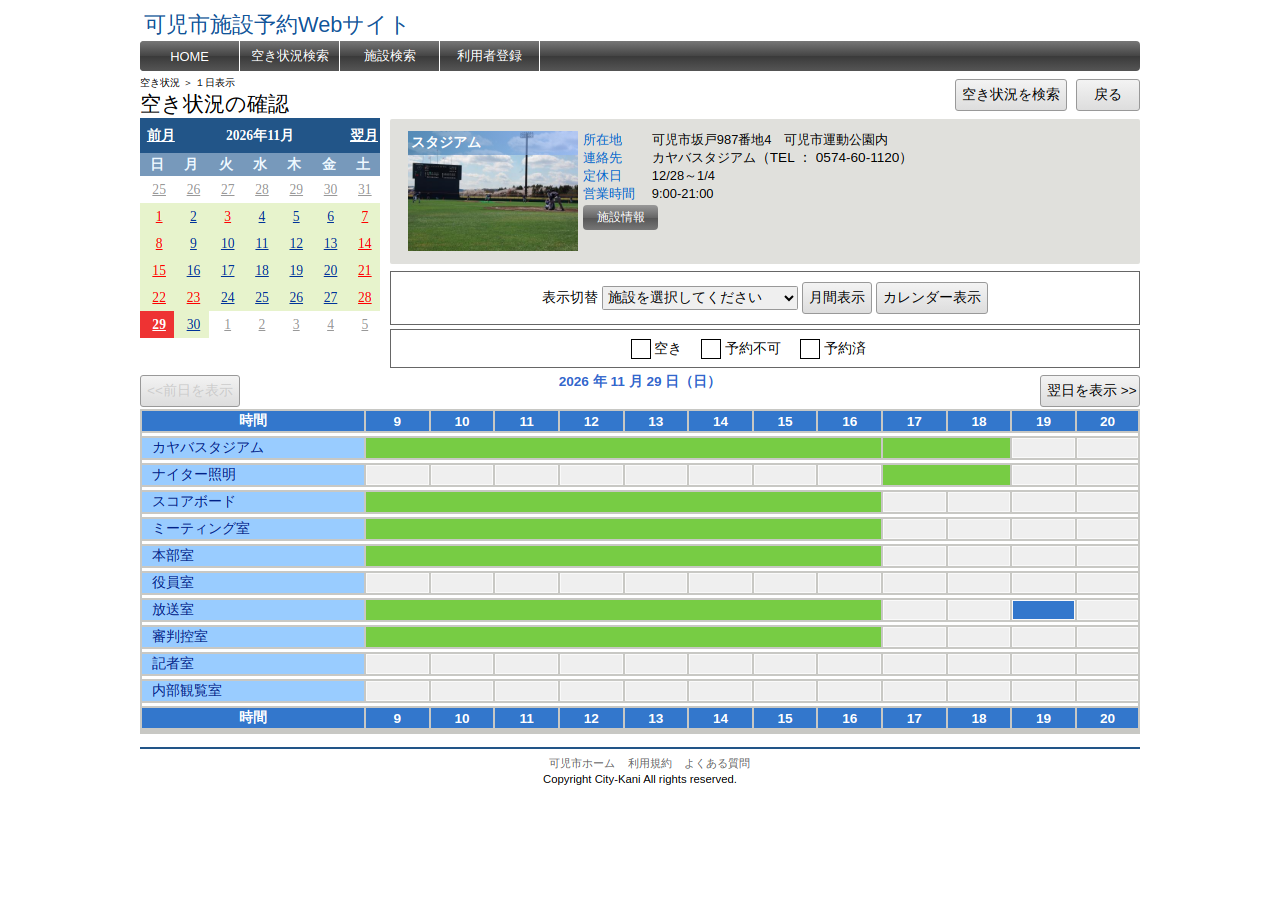 可児市施設予約Webサイト
HOME 空き状況検索 施設検索 利用者登録
空き状況 ＞ １日表示
空き状況の確認
空き状況を検索 戻る
前月 2026年11月 翌月
日 月 火 水 木 金 土
25 26 27 28 29 30 31
1 2 3 4 5 6 7
8 9 10 11 12 13 14
15 16 17 18 19 20 21
22 23 24 25 26 27 28
29 30 1 2 3 4 5
スタジアム
所在地 可児市坂戸987番地4　可児市運動公園内
連絡先 カヤバスタジアム（TEL ： 0574-60-1120）
定休日 12/28～1/4
営業時間 9:00-21:00
施設情報
表示切替 施設を選択してください 月間表示 カレンダー表示
空き 予約不可 予約済
<<前日を表示 2026 年 11 月 29 日（日） 翌日を表示 >>
時間 9 10 11 12 13 14 15 16 17 18 19 20
カヤバスタジアム
ナイター照明
スコアボード
ミーティング室
本部室
役員室
放送室
審判控室
記者室
内部観覧室
時間 9 10 11 12 13 14 15 16 17 18 19 20
可児市ホーム 利用規約 よくある質問
Copyright City-Kani All rights reserved.